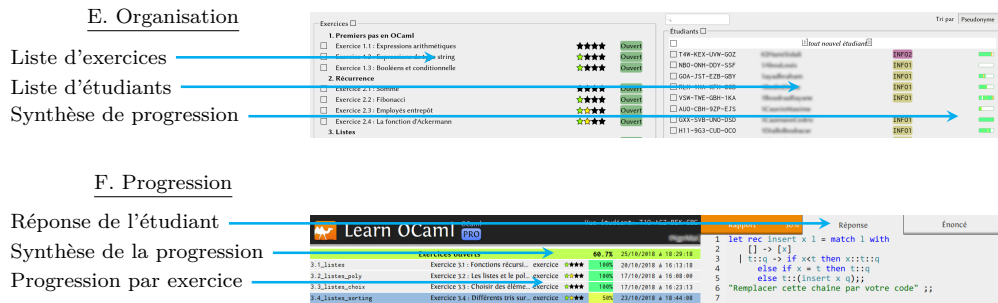 E. Organisation
Liste d'exercices
Liste d'étudiants
Synthèse de progression
Exercices
1. Premiers pas en OCaml
Exercice 1.1 : Expressions arithmétiques Ouvert
string Ouvert
Exercice 1.3 : Booléens et conditionnelle Ouvert
2. Récurrence
Exercice 2.1 : Somme Ouvert
Exercice 2.2 : Fibonacci Ouvert
Exercice 2.3 : Employés entrepôt Ouvert
Exercice 2.4 : La fonction d'Ackermann Ouvert
3. Listes
Tri par Pseudonyme
Étudiants
tout nouvel étudiant
T4W-KEX-UVW-GOZ INFO2
NBO-ONH-DDY-SSF INFO1
GOA-JST-EZB-GBY INFO1
INFO1
VSW-TWE-GBH-1KA INFO1
AUO-CBH-9ZP-EJS
GXX-SVB-UNO-DSD INFO1
H11-9G3-CUD-OCO INFO1
F. Progression
Réponse de l'étudiant
Synthèse de la progression
Progression par exercice
Learn OCaml OCaml PRO
Exercices ouverts 60.7% 25/10/2018 à 18:29:18
3.1_listes Exercice 3.1 : Fonctions récursi... exercice 100% 20/10/2018 à 16:13:18
3.2_listes_poly Exercice 3.2 : Les listes et le pol... exercice 100% 17/10/2018 à 16:08:00
3.3_listes_choix Exercice 3.3 : Choisir des éléme... exercice 100% 17/10/2018 à 16:23:13
3.4_listes_sorting Exercice 3.4 : Différents tris sur... exercice 50% 23/10/2018 à 18:44:08
Rapport 50% Réponse Énoncé
1 let rec insert x l = match l with
2 [] -> [x]
3 | t::q -> if x<t then x::t::q
4 else if x = t then t::q
5 else t::(insert x q);;
6 "Remplacer cette chaîne par votre code" ;;
7